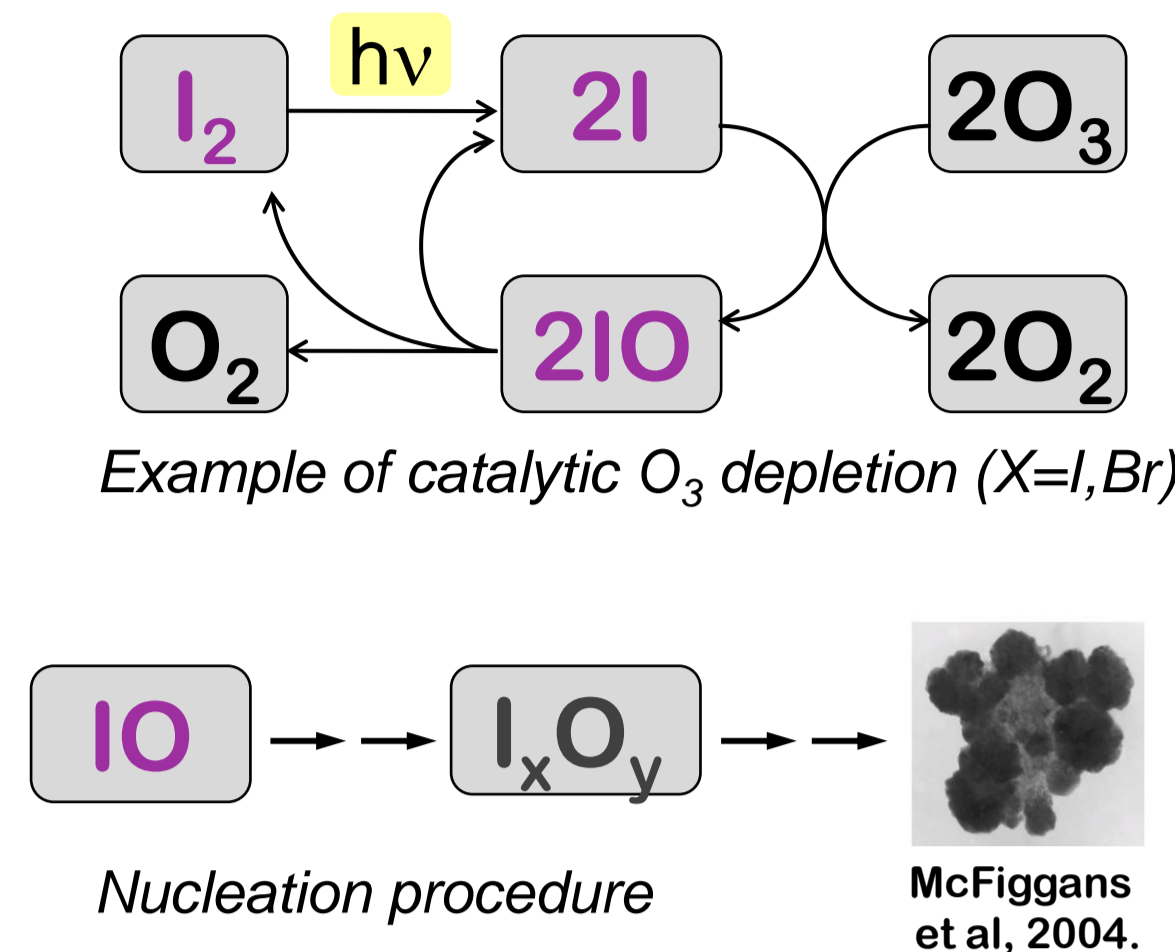 hν
I₂
2I
2O₃
O₂
2IO
2O₂
Example of catalytic O₃ depletion (X=I,Br)
IO
IₓOᵧ
Nucleation procedure
McFiggans
et al, 2004.